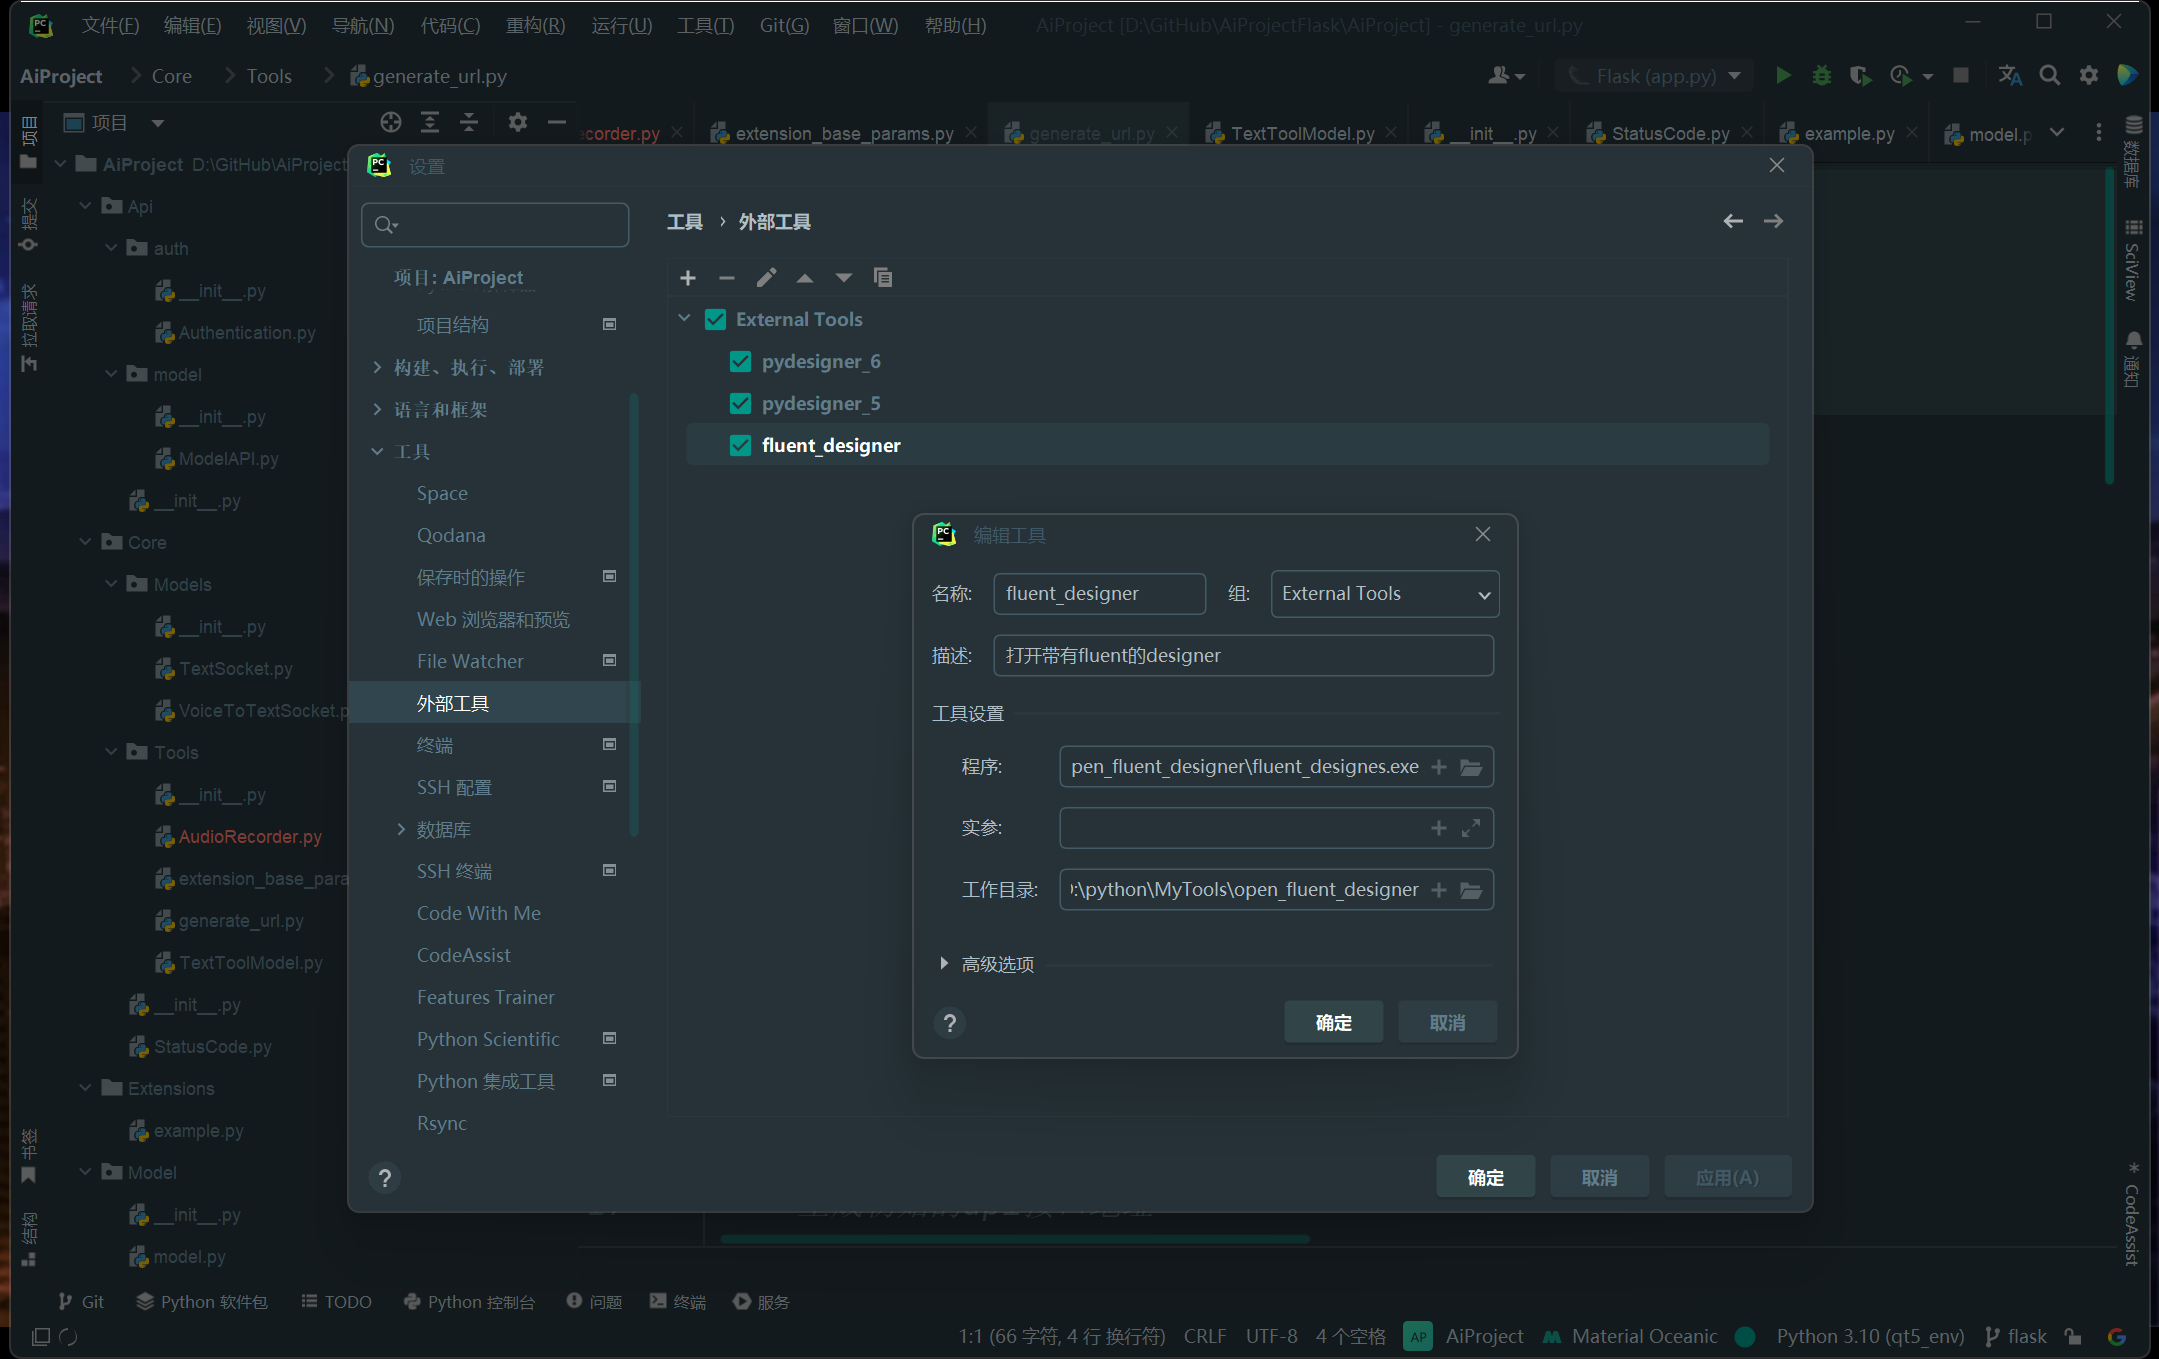 文件(F) 编辑(E) 视图(V) 导航(N) 代码(C) 重构(R) 运行(U) 工具(T) Git(G) 窗口(W) 帮助(H) AiProject [D:\GitHub\AiProjectFlask\AiProject] - generate_url.py
AiProject Core Tools generate_url.py Flask (app.py)
项目 ecorder.py extension_base_params.py generate_url.py TextToolModel.py __init__.py StatusCode.py example.py model.p
项目
提交
拉取请求
书签
结构
AiProject D:\GitHub\AiProject
Api
auth
__init__.py
Authentication.py
model
__init__.py
ModelAPI.py
__init__.py
Core
Models
__init__.py
TextSocket.py
VoiceToTextSocket.p
Tools
__init__.py
AudioRecorder.py
extension_base_para
generate_url.py
TextToolModel.py
__init__.py
StatusCode.py
Extensions
example.py
Model
__init__.py
model.py
设置
项目: AiProject
项目结构
构建、执行、部署
语言和框架
工具
Space
Qodana
保存时的操作
Web 浏览器和预览
File Watcher
外部工具
终端
SSH 配置
数据库
SSH 终端
Code With Me
CodeAssist
Features Trainer
Python Scientific
Python 集成工具
Rsync
工具 › 外部工具
External Tools
pydesigner_6
pydesigner_5
fluent_designer
编辑工具
名称: fluent_designer 组: External Tools
描述: 打开带有fluent的designer
工具设置
程序: pen_fluent_designer\fluent_designes.exe
实参:
工作目录: :\python\MyTools\open_fluent_designer
高级选项
? 确定 取消
? 确定 取消 应用(A)
数据库
SciView
通知
CodeAssist
Git Python 软件包 TODO Python 控制台 问题 终端 服务
1:1 (66 字符, 4 行 换行符) CRLF UTF-8 4 个空格 AP AiProject Material Oceanic Python 3.10 (qt5_env) flask